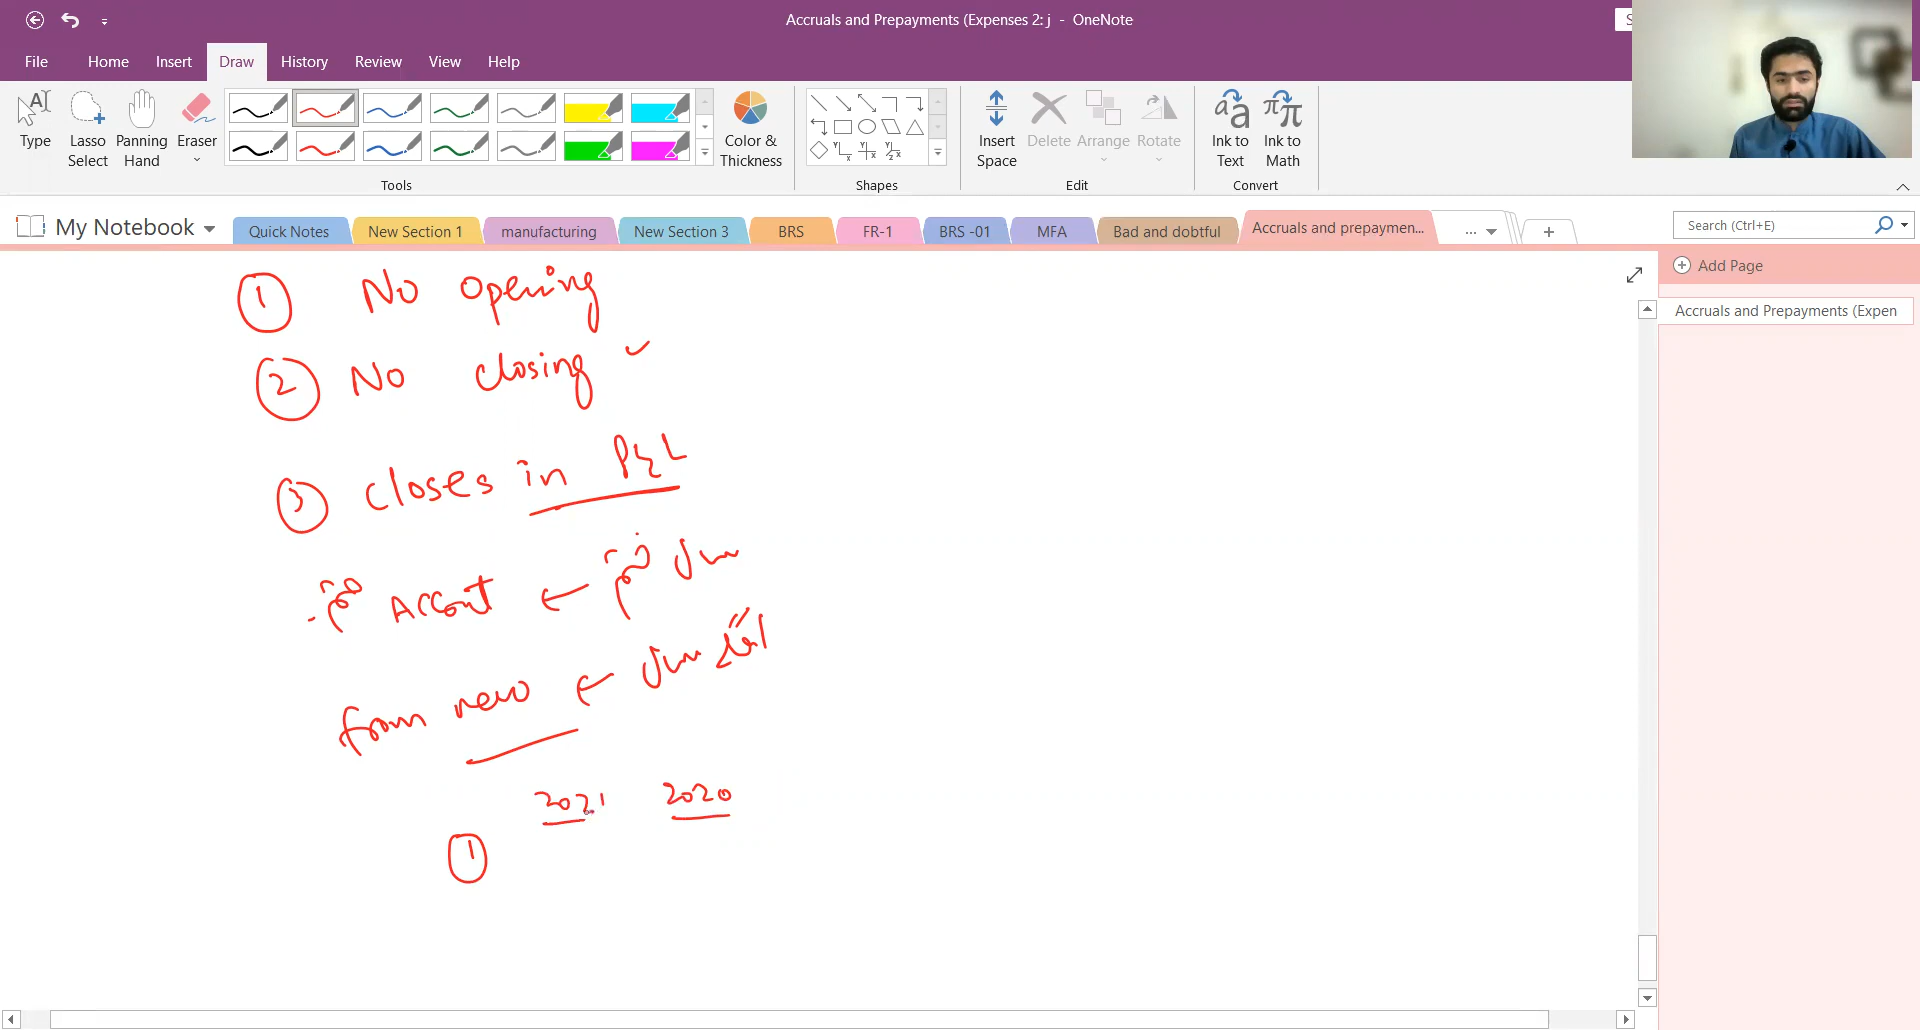 Accruals and Prepayments (Expenses 2: j - OneNote
S
File Home Insert Draw History Review View Help
Type
Lasso Select
Panning Hand
Eraser
Color & Thickness
Insert Space
Delete
Arrange
Rotate
Ink to Text
Ink to Math
Tools Shapes Edit Convert
My Notebook Quick Notes New Section 1 manufacturing New Section 3 BRS FR-1 BRS -01 MFA Bad and doubtful Accruals and prepaymen... ... + Search (Ctrl+E)
Add Page
Accruals and Prepayments (Expen
1 No opening
2 No closing ✓
3 closes in P&L
Account ←
from new ←
2021 2020
1